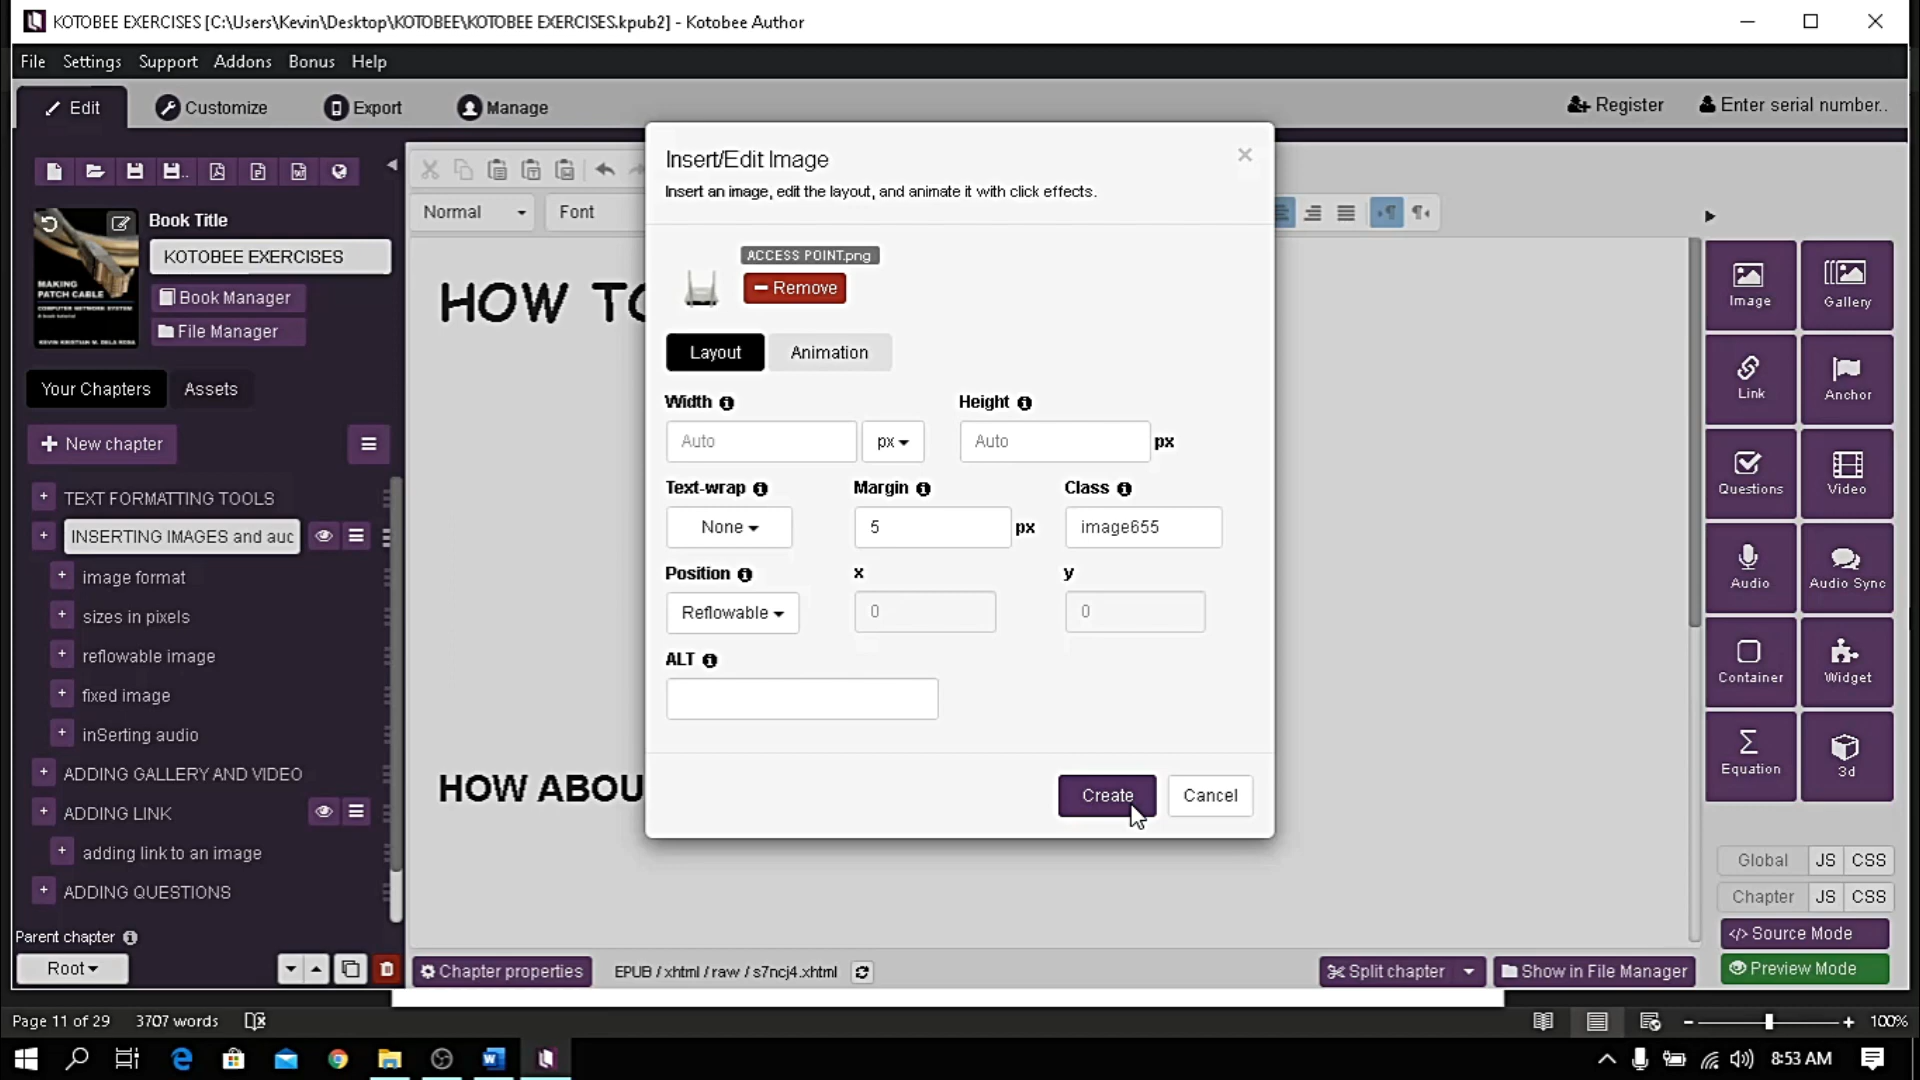 KOTOBEE EXERCISES [C:\Users\Kevin\Desktop\KOTOBEE\KOTOBEE EXERCISES.kpub2] - Kotobee Author
File Settings Support Addons Bonus Help
Edit Customize Export Manage Register Enter serial number..
Book Title
KOTOBEE EXERCISES
Book Manager
File Manager
MAKING
PATCH CABLE
COMPUTER NETWORK SYSTEM
Your Chapters Assets
New chapter
TEXT FORMATTING TOOLS
INSERTING IMAGES and auc
image format
sizes in pixels
reflowable image
fixed image
inSerting audio
ADDING GALLERY AND VIDEO
ADDING LINK
adding link to an image
ADDING QUESTIONS
Parent chapter
Root
Normal Font
HOW TO
HOW ABOU
Insert/Edit Image
Insert an image, edit the layout, and animate it with click effects.
ACCESS POINT.png
Remove
Layout Animation
Width Height
Auto px Auto px
Text-wrap Margin Class
None 5 px image655
Position x y
Reflowable 0 0
ALT
Create Cancel
Image Gallery
Link Anchor
Questions Video
Audio Audio Sync
Container Widget
Equation 3d
Global JS CSS
Chapter JS CSS
</> Source Mode
Preview Mode
Chapter properties EPUB / xhtml / raw / s7ncj4.xhtml Split chapter Show in File Manager
Page 11 of 29 3707 words 100%
8:53 AM